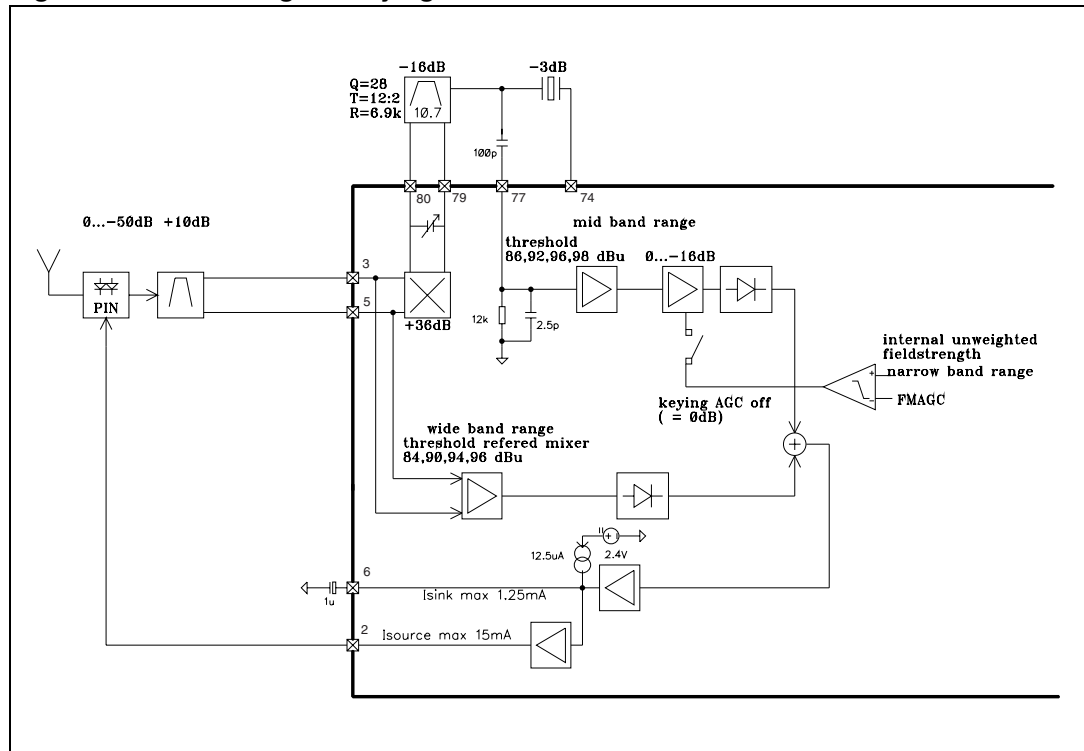 -16dB
-3dB
Q=28
T=12:2
R=6.9k
10.7
100p
80
79
77
74
0...-50dB +10dB
mid band range
threshold
86,92,96,98 dBu
0...-16dB
3
PIN
5
+36dB
12k
2.5p
internal unweighted
fieldstrength
+
narrow band range
-
FMAGC
keying AGC off
( = 0dB)
wide band range
threshold refered mixer
84,90,94,96 dBu
+
+
12.5uA
2.4V
6
1u
Isink max 1.25mA
2
Isource max 15mA